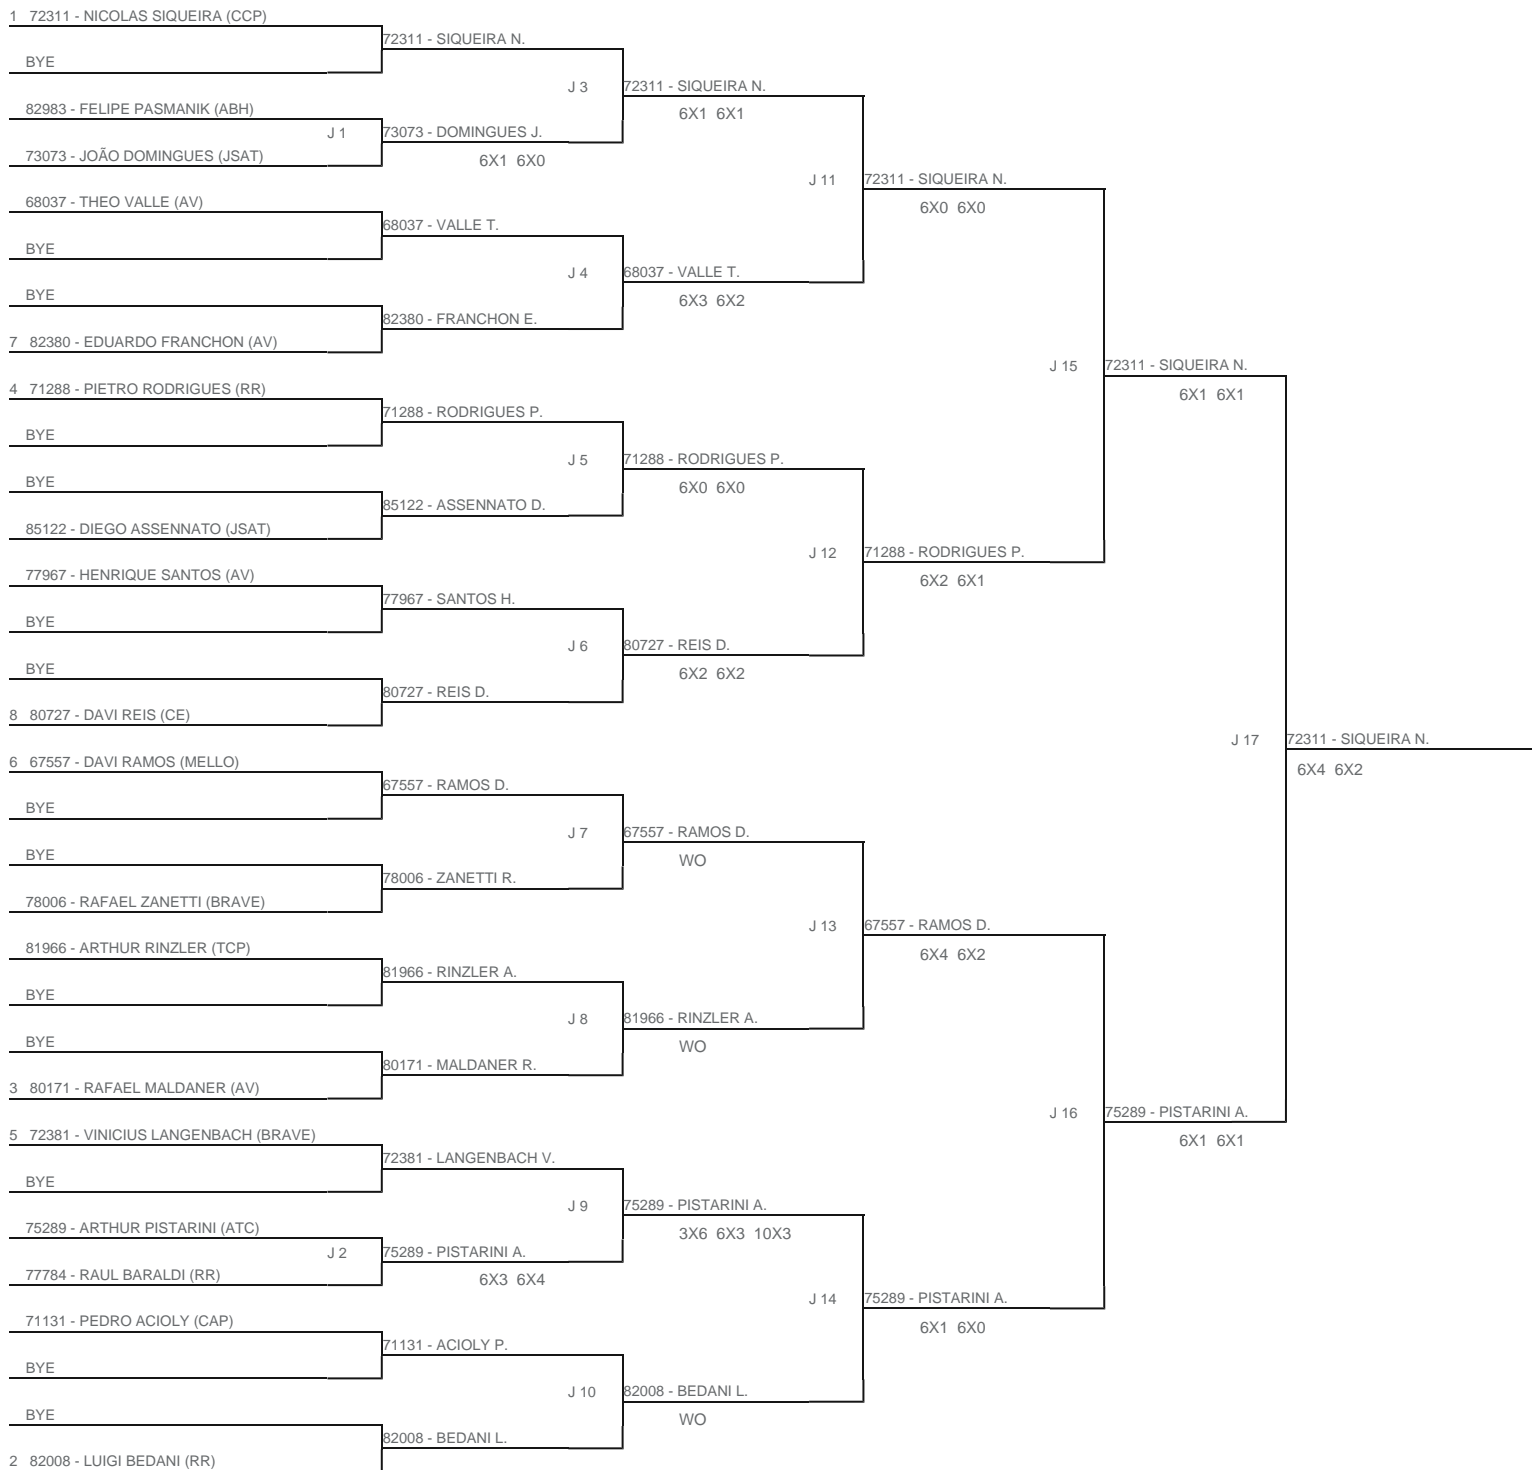 1 72311 - NICOLAS SIQUEIRA (CCP)
72311 - SIQUEIRA N.
BYE
J 3
72311 - SIQUEIRA N.
6X1 6X1
82983 - FELIPE PASMANIK (ABH)
J 1
73073 - DOMINGUES J.
6X1 6X0
73073 - JOÃO DOMINGUES (JSAT)
J 11
72311 - SIQUEIRA N.
6X0 6X0
68037 - THEO VALLE (AV)
68037 - VALLE T.
BYE
J 4
68037 - VALLE T.
6X3 6X2
BYE
82380 - FRANCHON E.
7 82380 - EDUARDO FRANCHON (AV)
J 15
72311 - SIQUEIRA N.
6X1 6X1
4 71288 - PIETRO RODRIGUES (RR)
71288 - RODRIGUES P.
BYE
J 5
71288 - RODRIGUES P.
6X0 6X0
BYE
85122 - ASSENNATO D.
85122 - DIEGO ASSENNATO (JSAT)
J 12
71288 - RODRIGUES P.
6X2 6X1
77967 - HENRIQUE SANTOS (AV)
77967 - SANTOS H.
BYE
J 6
80727 - REIS D.
6X2 6X2
BYE
80727 - REIS D.
8 80727 - DAVI REIS (CE)
J 17
72311 - SIQUEIRA N.
6X4 6X2
6 67557 - DAVI RAMOS (MELLO)
67557 - RAMOS D.
BYE
J 7
67557 - RAMOS D.
WO
BYE
78006 - ZANETTI R.
78006 - RAFAEL ZANETTI (BRAVE)
J 13
67557 - RAMOS D.
6X4 6X2
81966 - ARTHUR RINZLER (TCP)
81966 - RINZLER A.
BYE
J 8
81966 - RINZLER A.
WO
BYE
80171 - MALDANER R.
3 80171 - RAFAEL MALDANER (AV)
J 16
75289 - PISTARINI A.
6X1 6X1
5 72381 - VINICIUS LANGENBACH (BRAVE)
72381 - LANGENBACH V.
BYE
J 9
75289 - PISTARINI A.
3X6 6X3 10X3
75289 - ARTHUR PISTARINI (ATC)
J 2
75289 - PISTARINI A.
6X3 6X4
77784 - RAUL BARALDI (RR)
J 14
75289 - PISTARINI A.
6X1 6X0
71131 - PEDRO ACIOLY (CAP)
71131 - ACIOLY P.
BYE
J 10
82008 - BEDANI L.
WO
BYE
82008 - BEDANI L.
2 82008 - LUIGI BEDANI (RR)